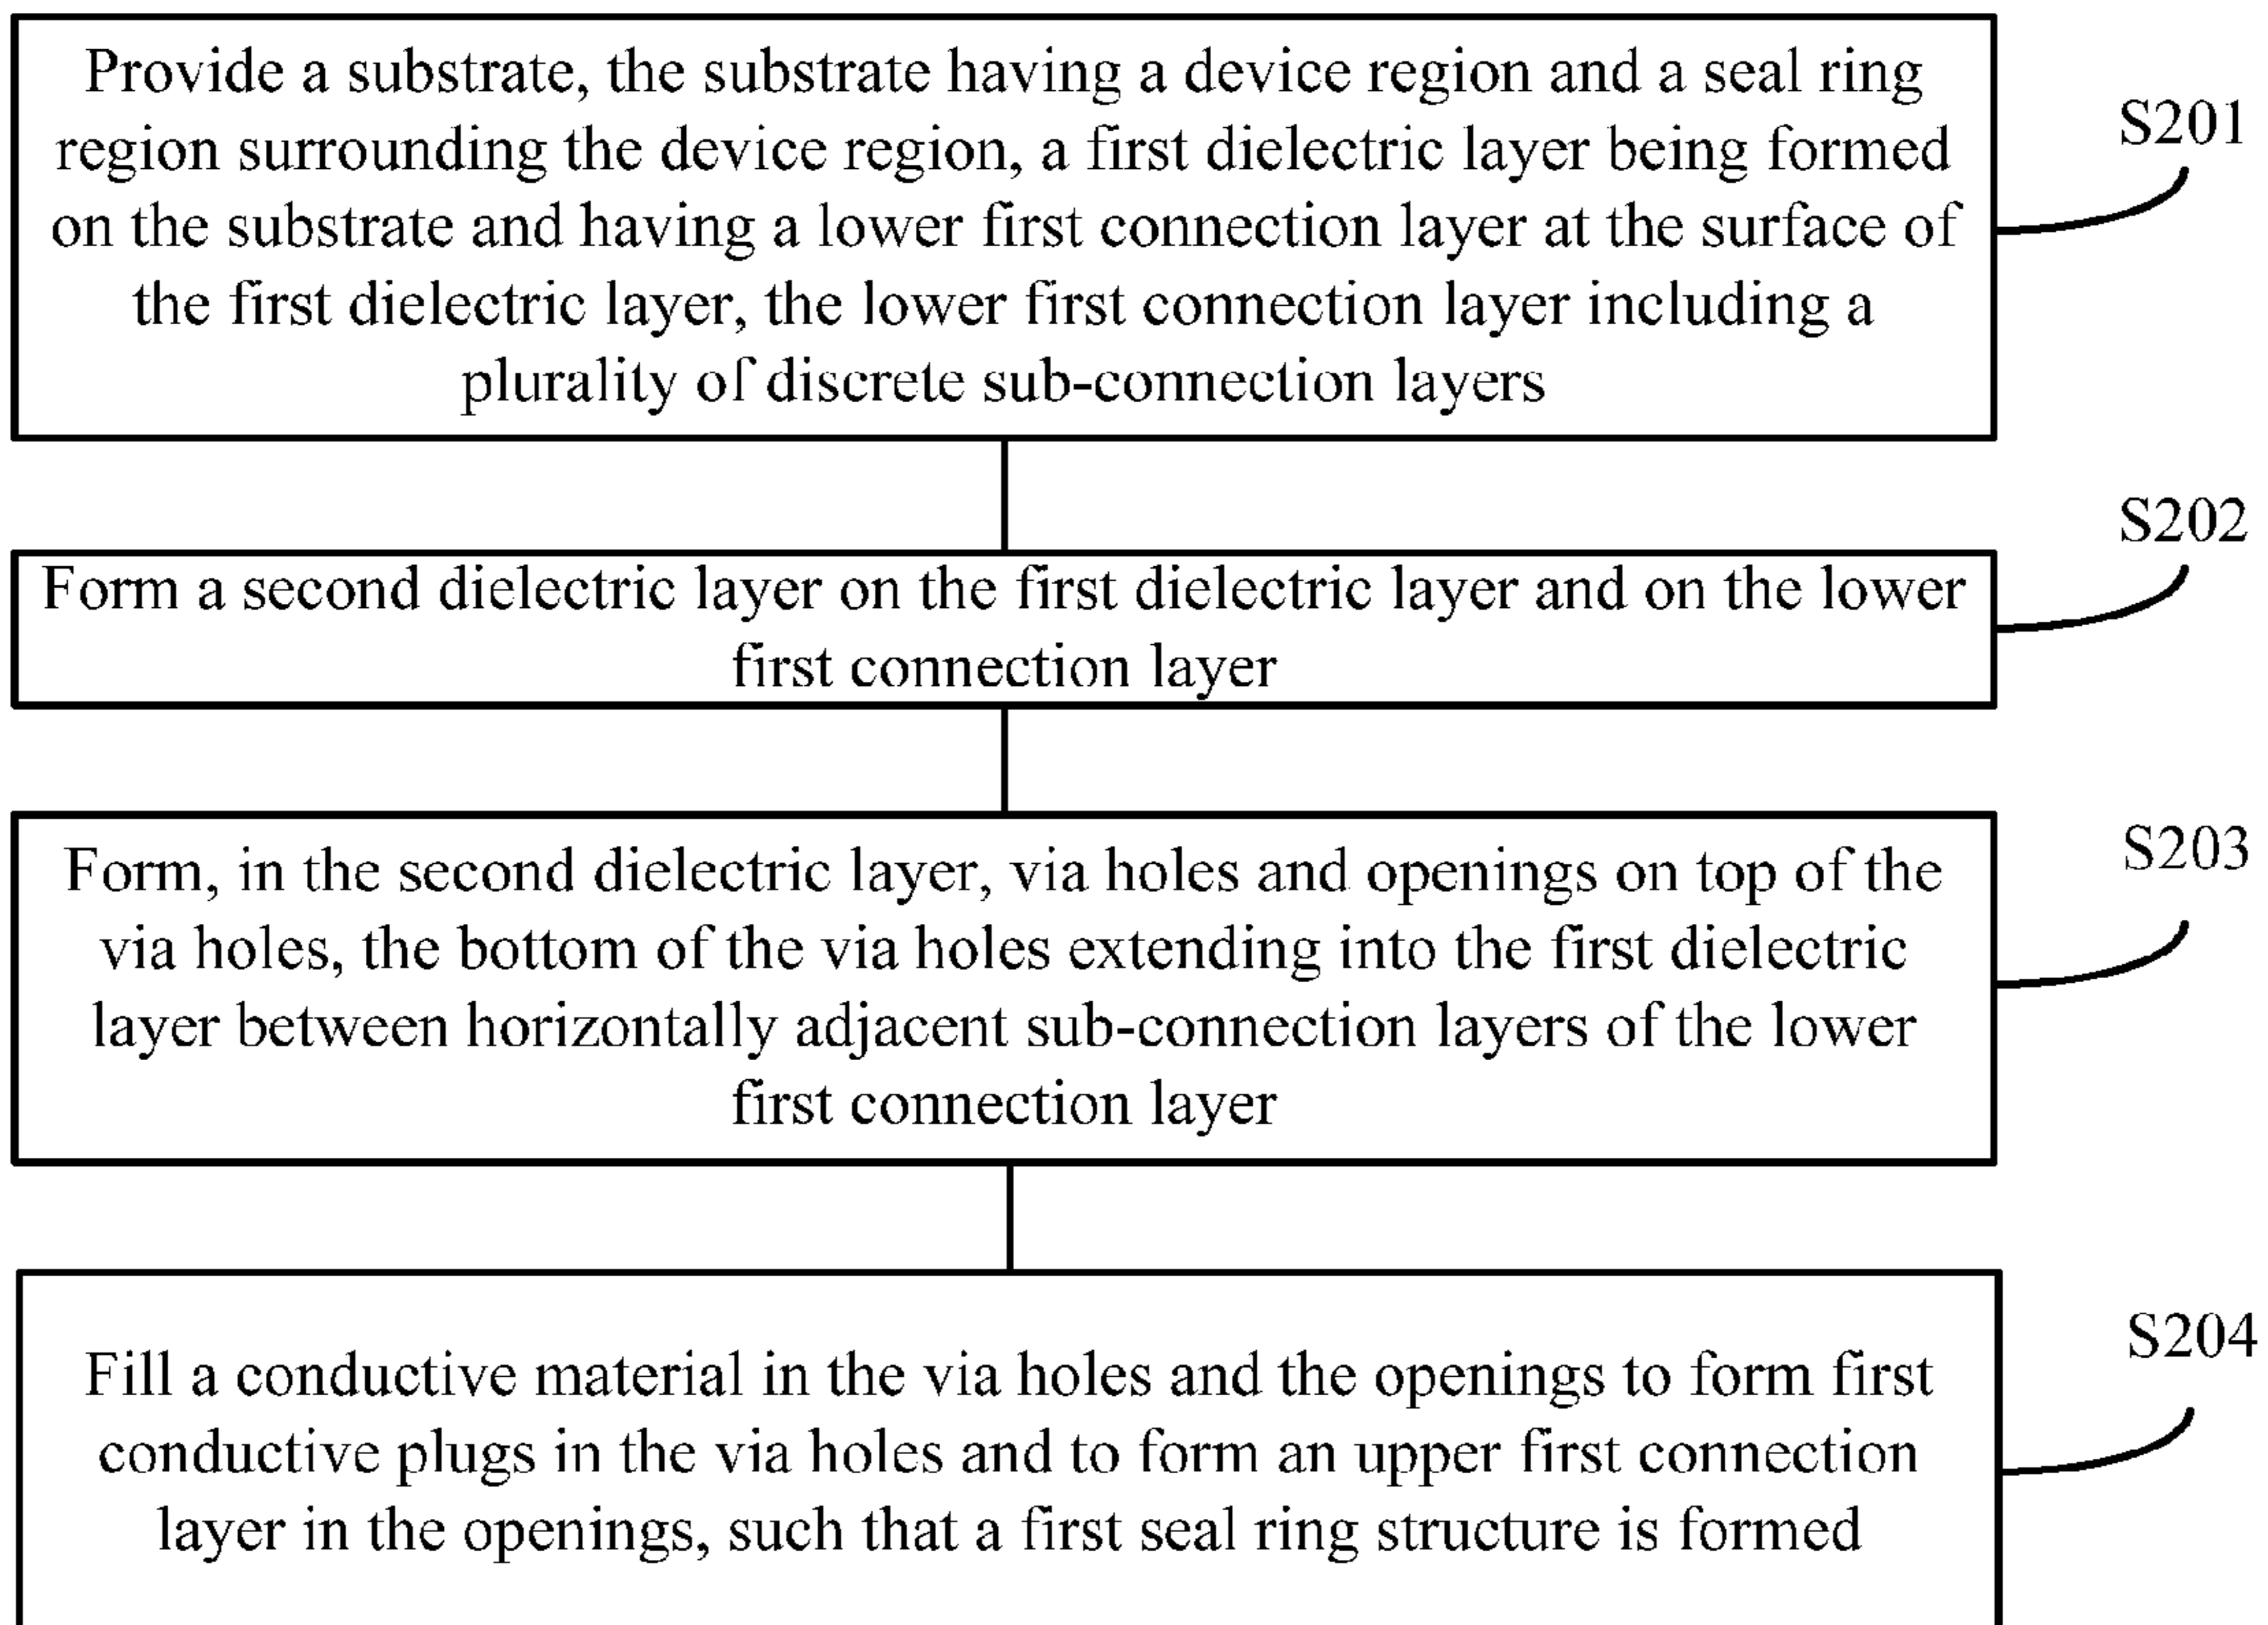 Provide a substrate, the substrate having a device region and a seal ring
region surrounding the device region, a first dielectric layer being formed
on the substrate and having a lower first connection layer at the surface of
the first dielectric layer, the lower first connection layer including a
plurality of discrete sub-connection layers
S201
S202
Form a second dielectric layer on the first dielectric layer and on the lower
first connection layer
S203
Form, in the second dielectric layer, via holes and openings on top of the
via holes, the bottom of the via holes extending into the first dielectric
layer between horizontally adjacent sub-connection layers of the lower
first connection layer
S204
Fill a conductive material in the via holes and the openings to form first
conductive plugs in the via holes and to form an upper first connection
layer in the openings, such that a first seal ring structure is formed